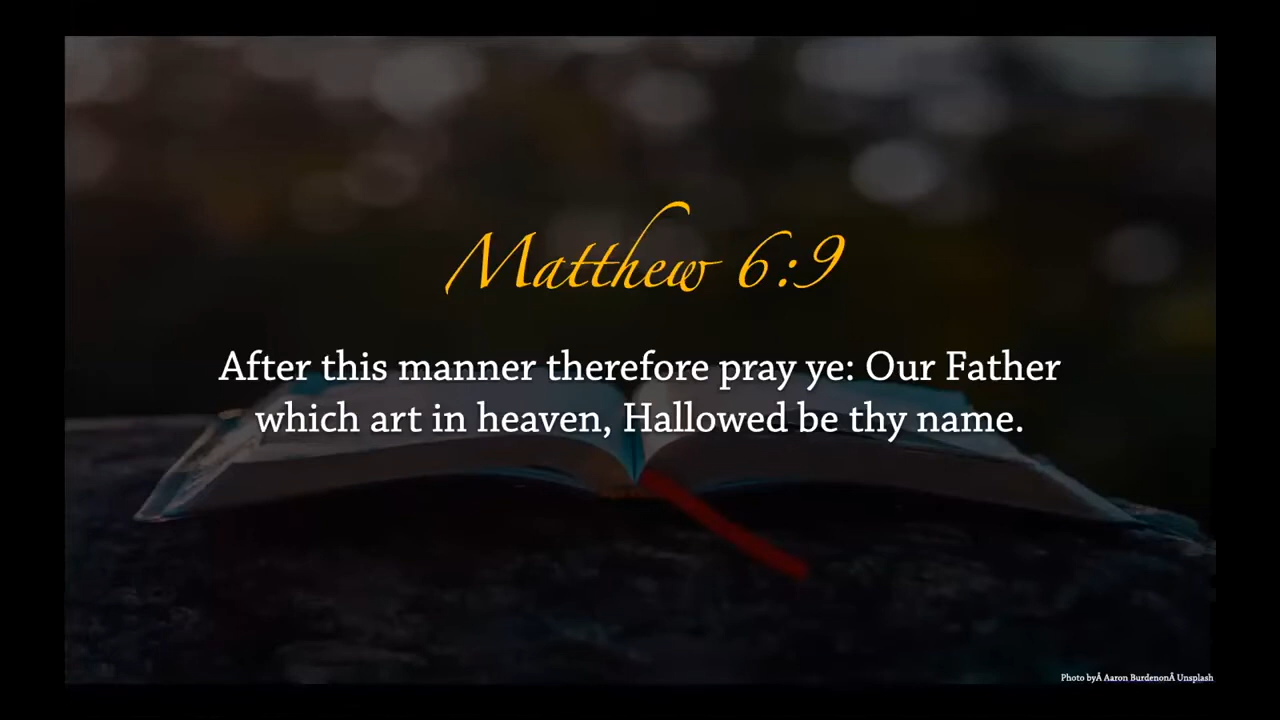 Matthew 6:9
After this manner therefore pray ye: Our Father
which art in heaven, Hallowed be thy name.
Photo byÂ Aaron BurdenonÂ Unsplash